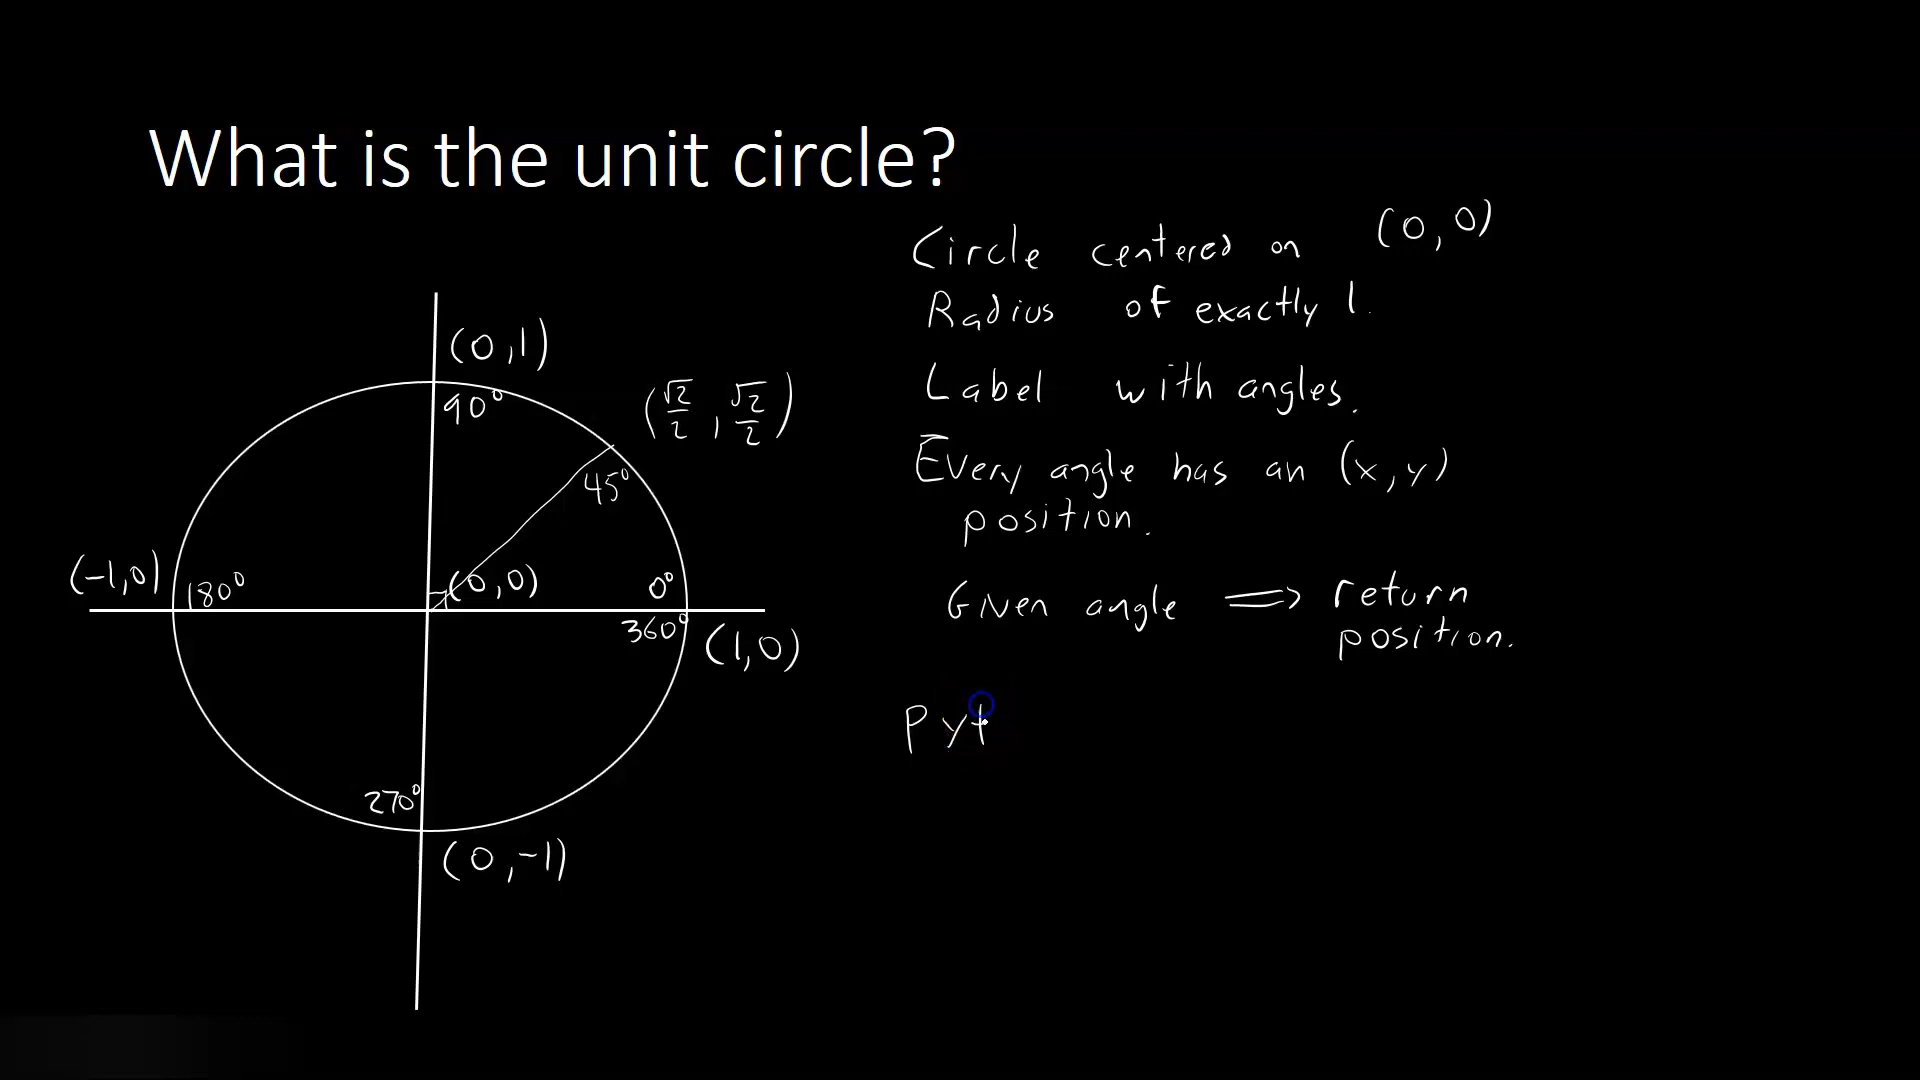 What is the unit circle?
Circle centered on (0,0)
Radius of exactly 1.
Label with angles.
Every angle has an (x,y)
position.
Given angle ⇒ return
position.
Pyt
(0,1)
90°
(√2/2, √2/2)
45°
(-1,0)
180°
(0,0)
0°
360°
(1,0)
270°
(0,-1)